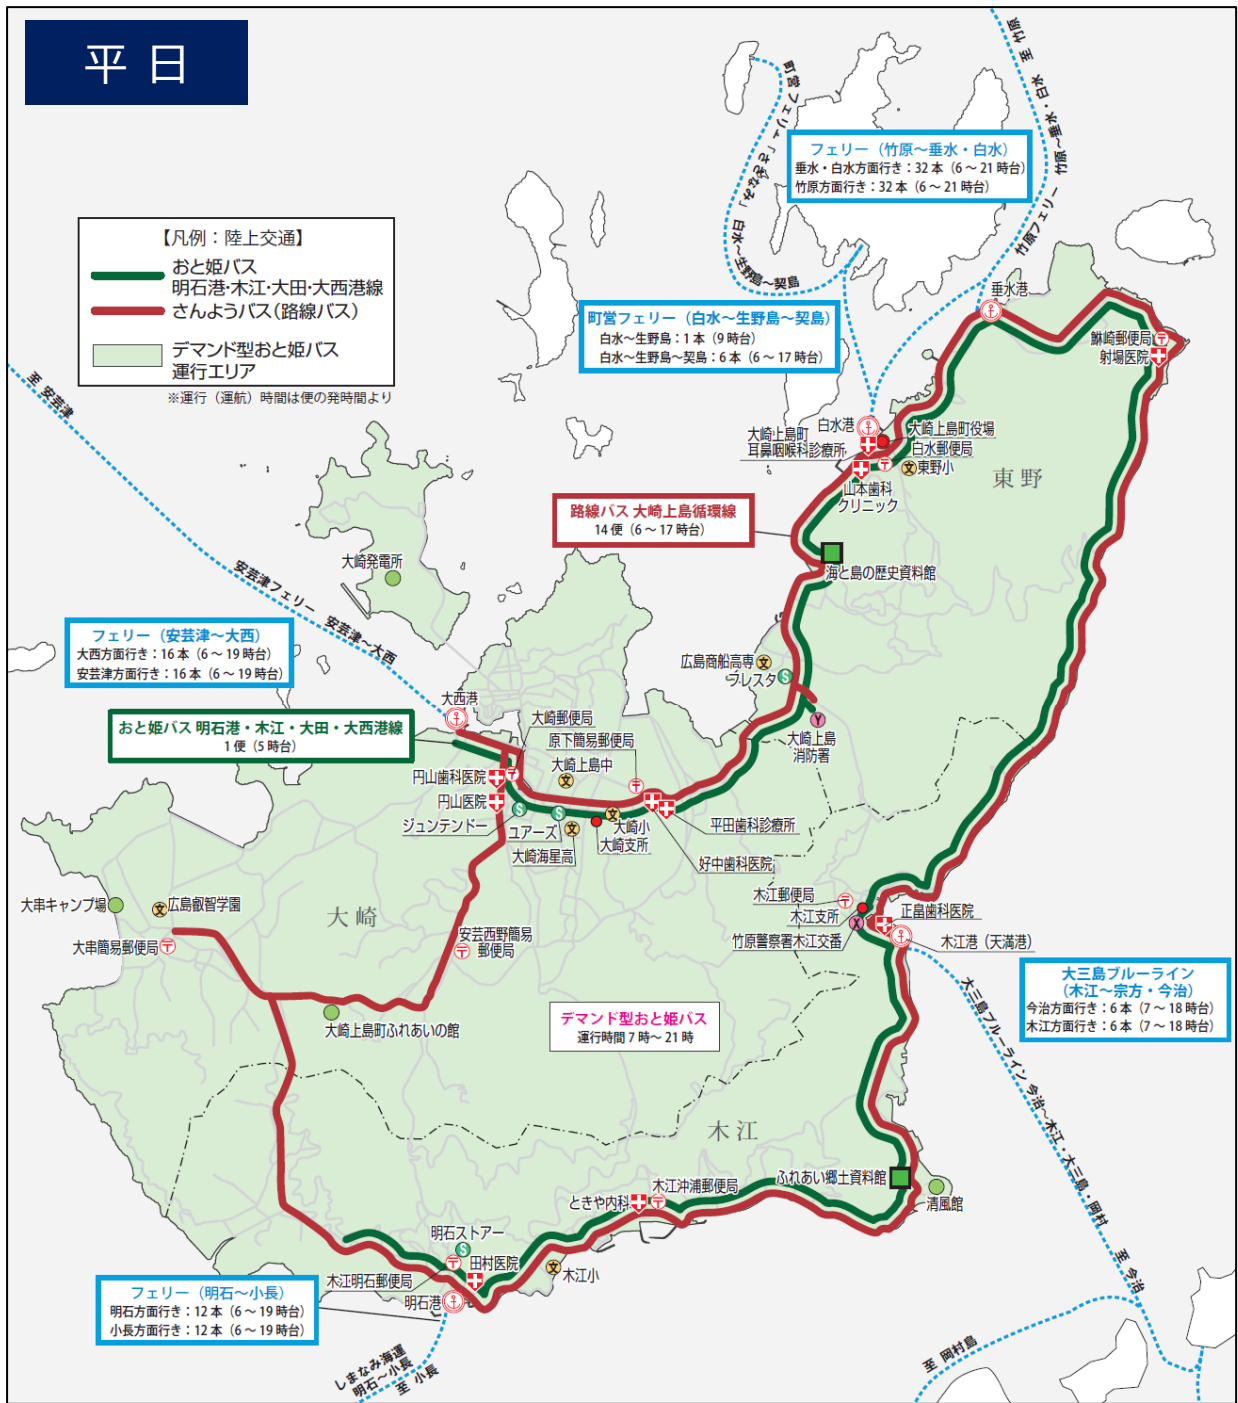 平日
至 竹原
竹原フェリー 竹原～垂水・白水
町営フェリー「さざなみ」 白水～生野島～契島
フェリー（竹原～垂水・白水）
垂水・白水方面行き：32本（6～21時台）
竹原方面行き：32本（6～21時台）
【凡例：陸上交通】
おと姫バス
明石港・木江・大田・大西港線
さんようバス（路線バス）
デマンド型おと姫バス
運行エリア
※運行（運航）時間は便の発時間より
町営フェリー（白水～生野島～契島）
白水～生野島：1本（9時台）
白水～生野島～契島：6本（6～17時台）
垂水港
鮴崎郵便局
射場医院
至 安芸津
白水港
大崎上島町
耳鼻咽喉科診療所
大崎上島町役場
白水郵便局
文
東野小
山本歯科
クリニック
東野
路線バス 大崎上島循環線
14便（6～17時台）
大崎発電所
海と島の歴史資料館
安芸津フェリー 安芸津～大西
フェリー（安芸津～大西）
大西方面行き：16本（6～19時台）
安芸津方面行き：16本（6～19時台）
広島商船高専
文
プレスタ
S
大西港
おと姫バス 明石港・木江・大田・大西港線
1便（5時台）
大崎郵便局
原下簡易郵便局
大崎上島中
文
Y
大崎上島
消防署
円山歯科医院
円山医院
ジュンテンドー
S
ユアーズ
S
大崎海星高
文
文
大崎小
大崎支所
平田歯科診療所
好中歯科医院
大串キャンプ場
文
広島叡智学園
大崎
大串簡易郵便局
安芸西野簡易
郵便局
木江郵便局
木江支所
X
竹原警察署木江交番
正畠歯科医院
木江港（天満港）
大崎上島町ふれあいの館
デマンド型おと姫バス
運行時間7時～21時
大三島ブルーライン
（木江～宗方・今治）
今治方面行き：6本（7～18時台）
木江方面行き：6本（7～18時台）
大三島ブルーライン 今治～木江・大三島・岡村
至 今治
木江
ふれあい郷土資料館
清風館
ときや内科
木江沖浦郵便局
明石ストアー
S
田村医院
木江明石郵便局
文
木江小
明石港
フェリー（明石～小長）
明石方面行き：12本（6～19時台）
小長方面行き：12本（6～19時台）
しまなみ海運
明石～小長
至 小長
至 岡村島